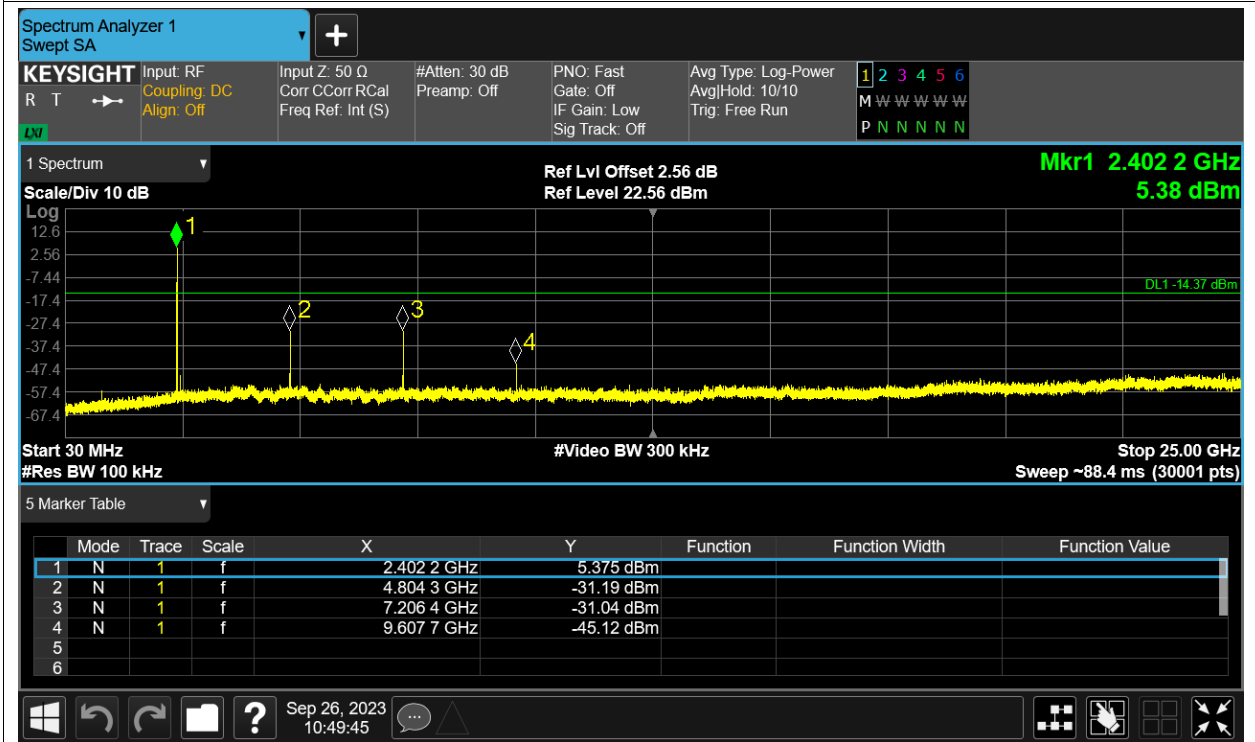 Spectrum Analyzer 1
Swept SA
+
KEYSIGHT
R T
LXI
Input: RF
Coupling: DC
Align: Off
Input Z: 50 Ω
Corr CCorr RCal
Freq Ref: Int (S)
#Atten: 30 dB
Preamp: Off
PNO: Fast
Gate: Off
IF Gain: Low
Sig Track: Off
Avg Type: Log-Power
Avg|Hold: 10/10
Trig: Free Run
1 2 3 4 5 6
M W W W W W
P N N N N N
1 Spectrum
Scale/Div 10 dB
Ref Lvl Offset 2.56 dB
Ref Level 22.56 dBm
Mkr1 2.402 2 GHz
5.38 dBm
Log
12.6
2.56
-7.44
-17.4
-27.4
-37.4
-47.4
-57.4
-67.4
1
2
3
4
DL1 -14.37 dBm
Start 30 MHz
#Video BW 300 kHz
Stop 25.00 GHz
#Res BW 100 kHz
Sweep ~88.4 ms (30001 pts)
5 Marker Table
Mode Trace Scale X Y Function Function Width Function Value
1 N 1 f 2.402 2 GHz 5.375 dBm
2 N 1 f 4.804 3 GHz -31.19 dBm
3 N 1 f 7.206 4 GHz -31.04 dBm
4 N 1 f 9.607 7 GHz -45.12 dBm
5
6
?
Sep 26, 2023
10:49:45